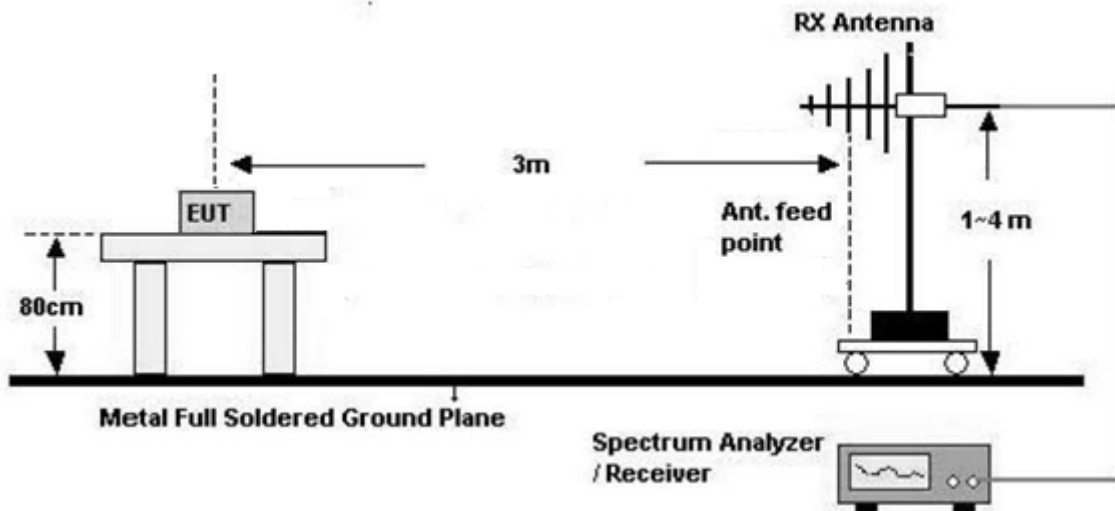 RX Antenna
3m
EUT
Ant. feed
point
1~4 m
80cm
Metal Full Soldered Ground Plane
Spectrum Analyzer
/ Receiver